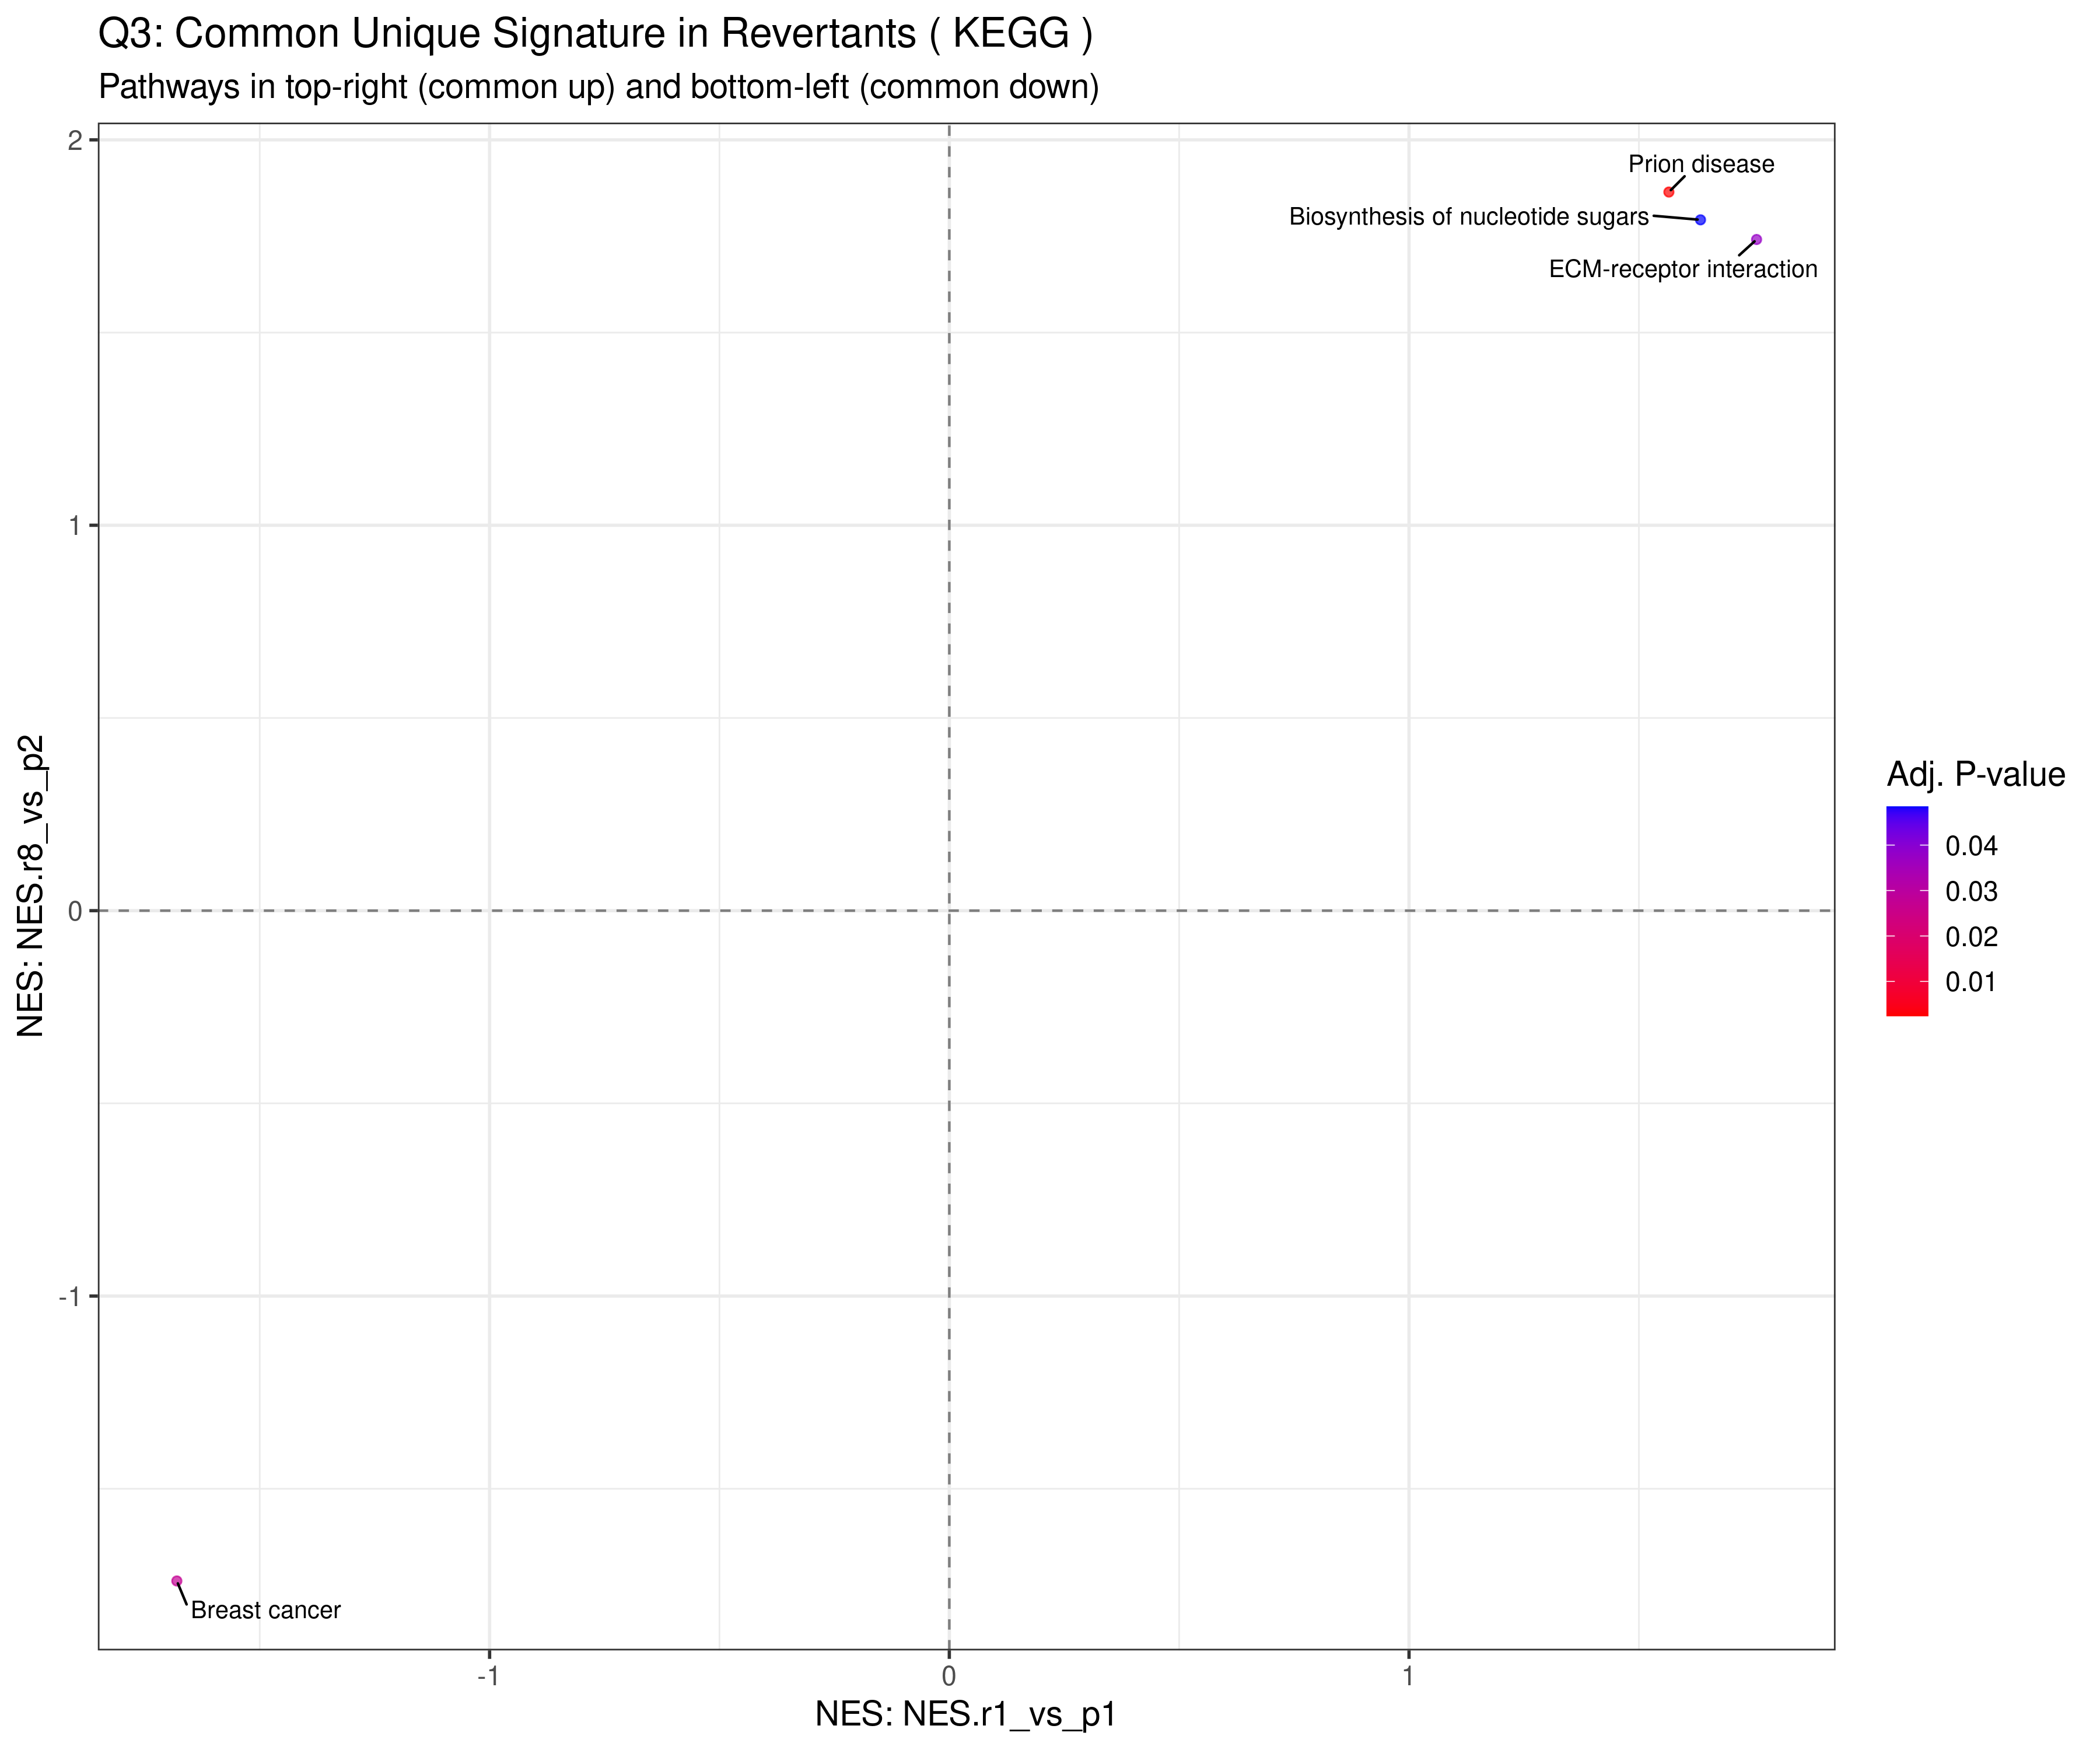 Q3: Common Unique Signature in Revertants ( KEGG )
Pathways in top-right (common up) and bottom-left (common down)
2
1
0
-1
NES: NES.r8_vs_p2
Prion disease
Biosynthesis of nucleotide sugars
ECM-receptor interaction
Breast cancer
-1
0
1
NES: NES.r1_vs_p1
Adj. P-value
0.04
0.03
0.02
0.01